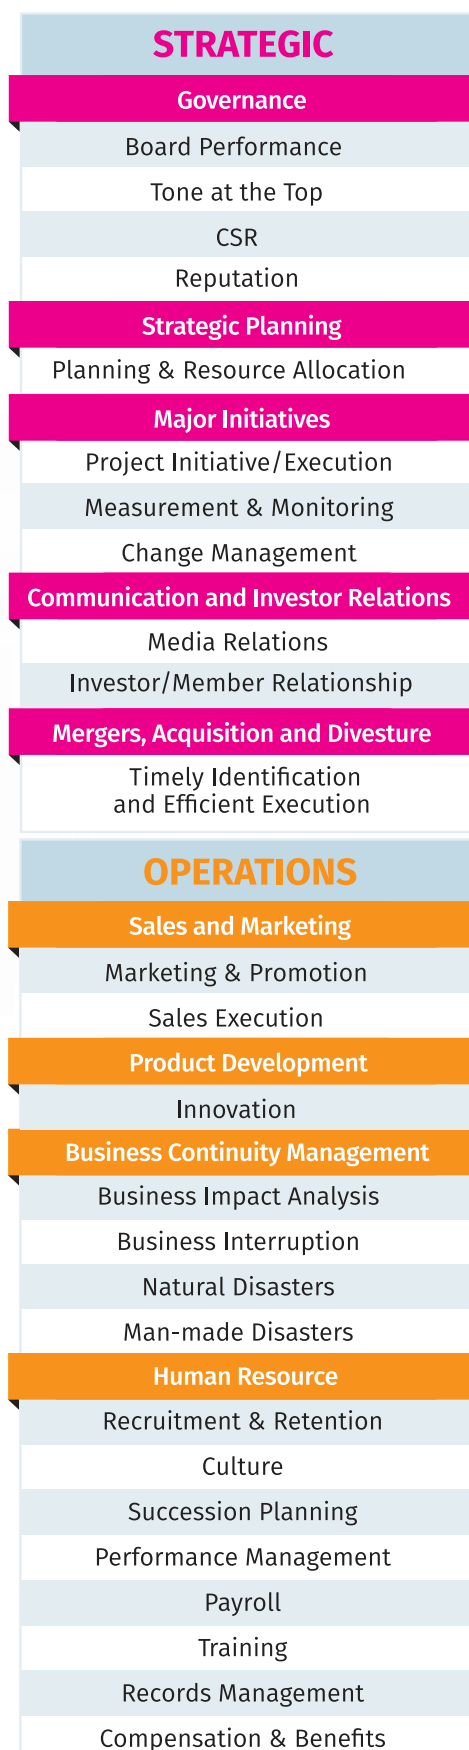 STRATEGIC
Governance
Board Performance
Tone at the Top
CSR
Reputation
Strategic Planning
Planning & Resource Allocation
Major Initiatives
Project Initiative/Execution
Measurement & Monitoring
Change Management
Communication and Investor Relations
Media Relations
Investor/Member Relationship
Mergers, Acquisition and Divesture
Timely Identification
and Efficient Execution
OPERATIONS
Sales and Marketing
Marketing & Promotion
Sales Execution
Product Development
Innovation
Business Continuity Management
Business Impact Analysis
Business Interruption
Natural Disasters
Man-made Disasters
Human Resource
Recruitment & Retention
Culture
Succession Planning
Performance Management
Payroll
Training
Records Management
Compensation & Benefits